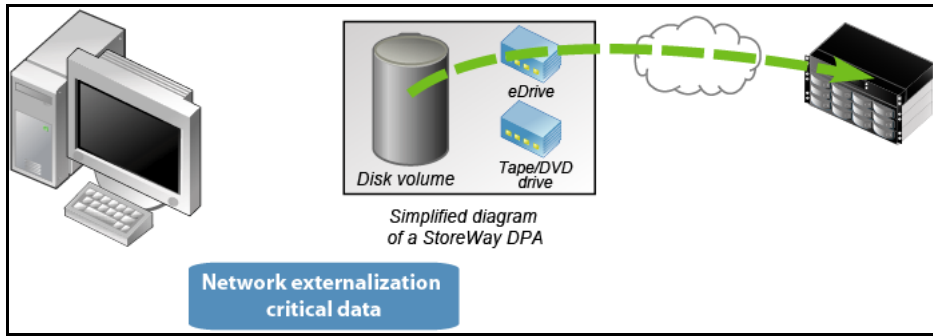 eDrive
Disk volume
Tape/DVD
drive
Simplified diagram
of a StoreWay DPA
Network externalization
critical data